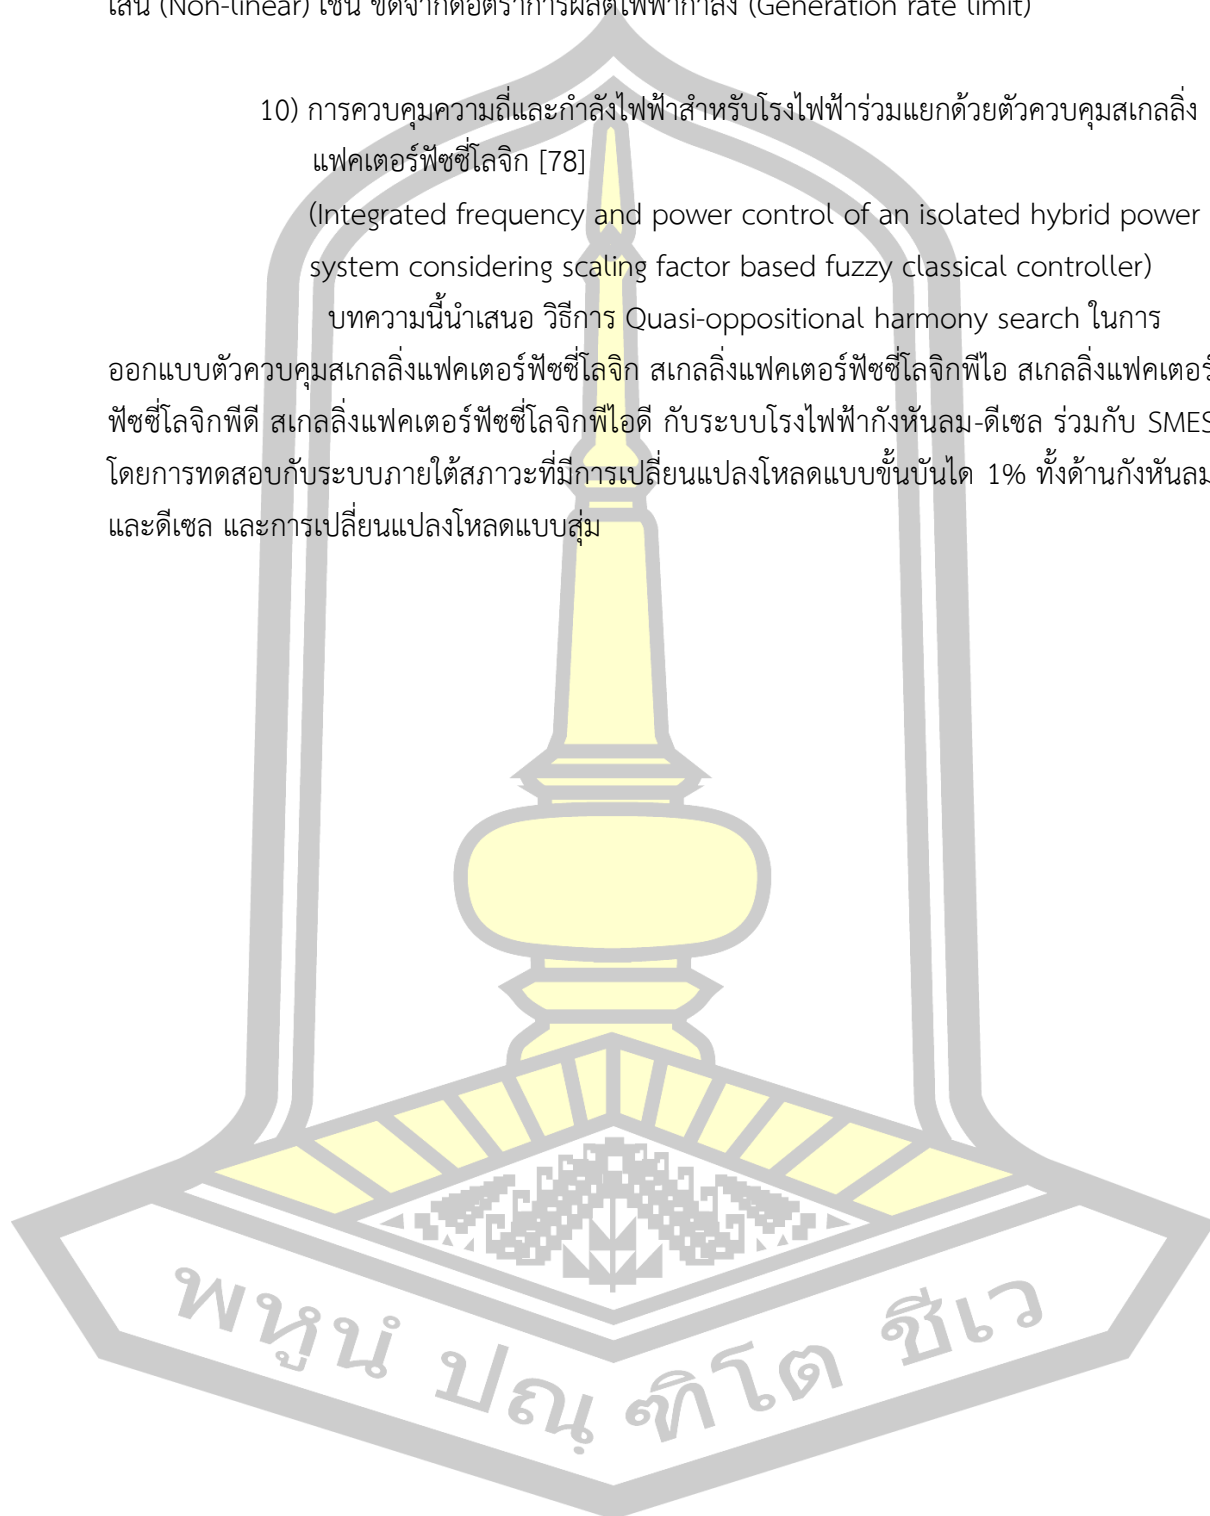 เส้น (Non-linear) เช่น ขีดจำกัดอัตราการผลิตไฟฟ้ากำลัง (Generation rate limit)
10) การควบคุมความถี่และกำลังไฟฟ้าสำหรับโรงไฟฟ้าร่วมแยกด้วยตัวควบคุมสเกลลิ่ง
แฟคเตอร์ฟัซซี่โลจิก [78]
(Integrated frequency and power control of an isolated hybrid power
system considering scaling factor based fuzzy classical controller)
บทความนี้นำเสนอ วิธีการ Quasi-oppositional harmony search ในการ
ออกแบบตัวควบคุมสเกลลิ่งแฟคเตอร์ฟัซซี่โลจิก สเกลลิ่งแฟคเตอร์ฟัซซี่โลจิกพีไอ สเกลลิ่งแฟคเตอร์
ฟัซซี่โลจิกพีดี สเกลลิ่งแฟคเตอร์ฟัซซี่โลจิกพีไอดี กับระบบโรงไฟฟ้ากังหันลม-ดีเซล ร่วมกับ SMES
โดยการทดสอบกับระบบภายใต้สภาวะที่มีการเปลี่ยนแปลงโหลดแบบขั้นบันได 1% ทั้งด้านกังหันลม
และดีเซล และการเปลี่ยนแปลงโหลดแบบสุ่ม
พหูนํ ปณฺฑิโต ชีเว